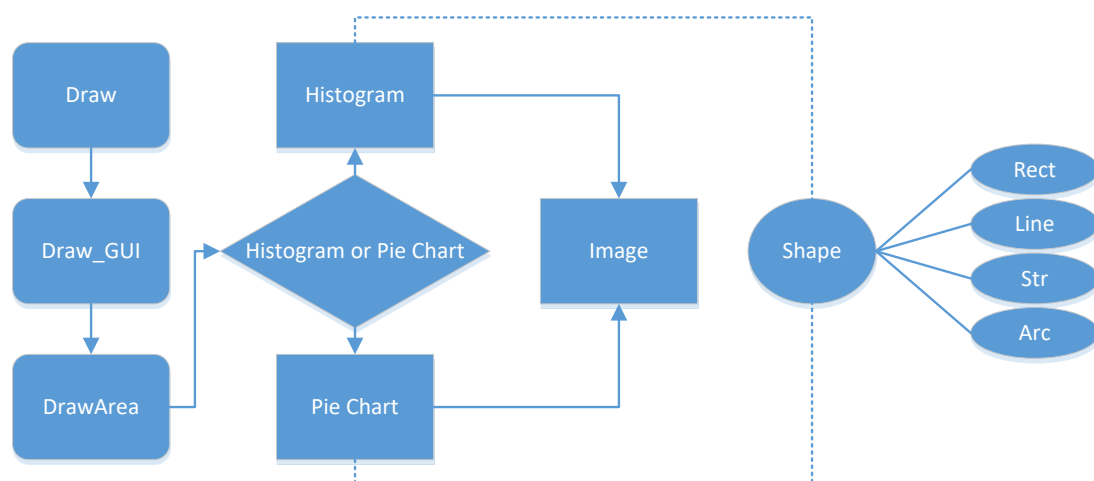 Draw
Histogram
Rect
Line
Draw_GUI
Histogram or Pie Chart
Image
Shape
Str
Arc
DrawArea
Pie Chart